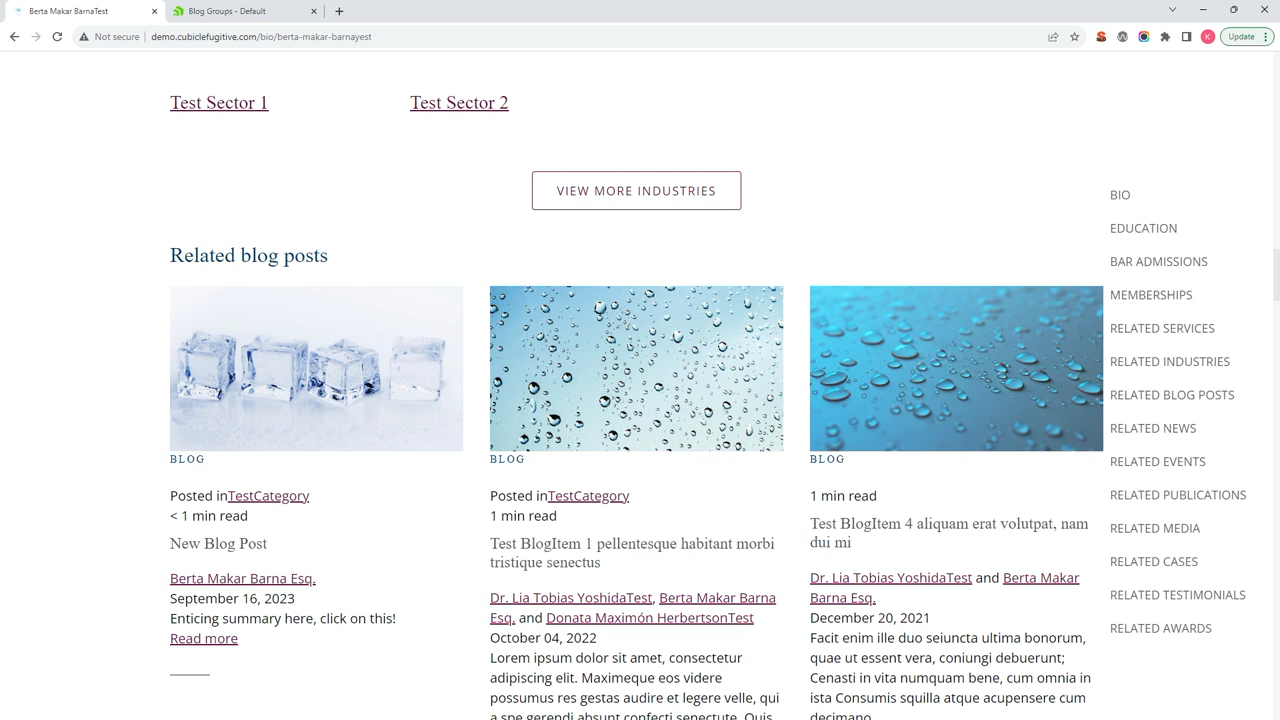 Berta Makar BarnaTest
Blog Groups - Default
Not secure
demo.cubiclefugitive.com/bio/berta-makar-barnayest
K
Update
Test Sector 1
Test Sector 2
VIEW MORE INDUSTRIES
Related blog posts
BLOG
Posted inTestCategory
< 1 min read
New Blog Post
Berta Makar Barna Esq.
September 16, 2023
Enticing summary here, click on this!
Read more
BLOG
Posted inTestCategory
1 min read
Test BlogItem 1 pellentesque habitant morbi
tristique senectus
Dr. Lia Tobias YoshidaTest, Berta Makar Barna
Esq. and Donata Maximón HerbertsonTest
October 04, 2022
Lorem ipsum dolor sit amet, consectetur
adipiscing elit. Maximeque eos videre
possumus res gestas audire et legere velle, qui
a spe gerendi absunt confecti senectute. Quis
BLOG
1 min read
Test BlogItem 4 aliquam erat volutpat, nam
dui mi
Dr. Lia Tobias YoshidaTest and Berta Makar
Barna Esq.
December 20, 2021
Facit enim ille duo seiuncta ultima bonorum,
quae ut essent vera, coniungi debuerunt;
Cenasti in vita numquam bene, cum omnia in
ista Consumis squilla atque acupensere cum
decimano.
BIO
EDUCATION
BAR ADMISSIONS
MEMBERSHIPS
RELATED SERVICES
RELATED INDUSTRIES
RELATED BLOG POSTS
RELATED NEWS
RELATED EVENTS
RELATED PUBLICATIONS
RELATED MEDIA
RELATED CASES
RELATED TESTIMONIALS
RELATED AWARDS